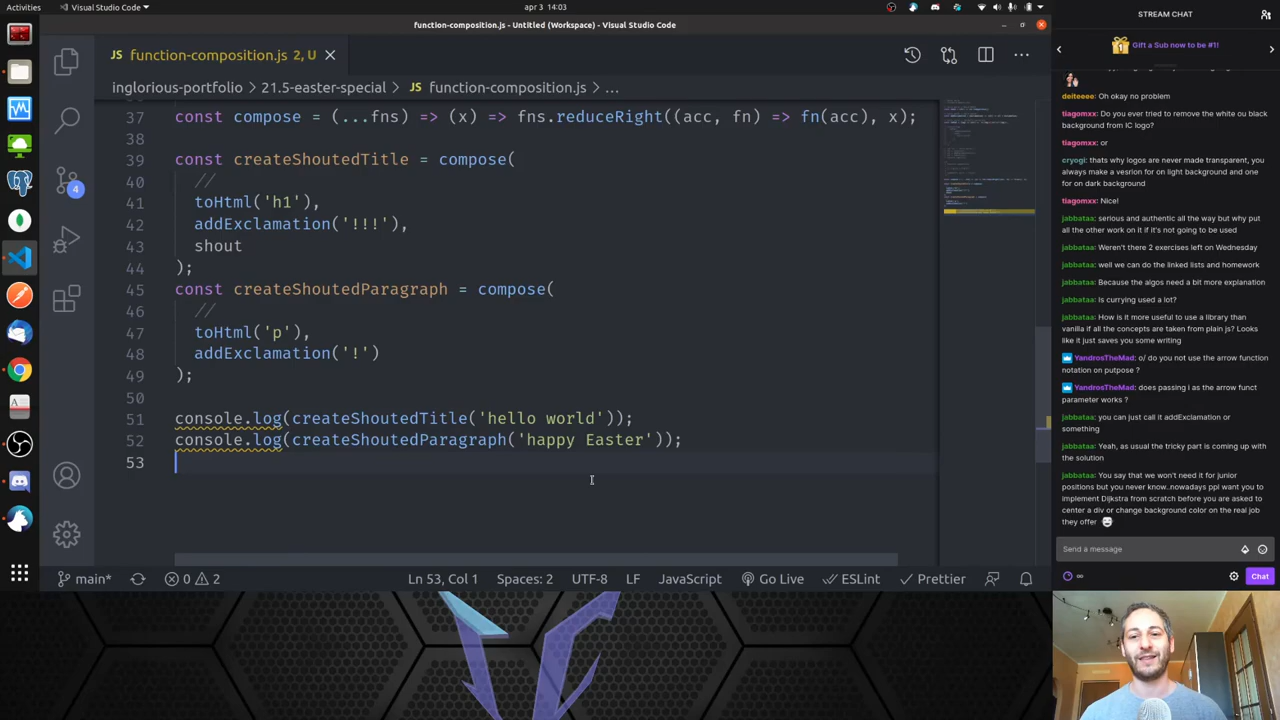 Activities
Visual Studio Code
apr 3 14:03
function-composition.js - Untitled (Workspace) - Visual Studio Code
JS function-composition.js 2, U
inglorious-portfolio > 21.5-easter-special > JS function-composition.js > ...
37 const compose = (...fns) => (x) => fns.reduceRight((acc, fn) => fn(acc), x);
39 const createShoutedTitle = compose(
40 //
41 toHtml('h1'),
42 addExclamation('!!!'),
43 shout
44 );
45 const createShoutedParagraph = compose(
46 //
47 toHtml('p'),
48 addExclamation('!')
49 );
50
51 console.log(createShoutedTitle('hello world'));
52 console.log(createShoutedParagraph('happy Easter'));
53
4
main*
0 2
Ln 53, Col 1
Spaces: 2
UTF-8
LF
JavaScript
Go Live
ESLint
Prettier
STREAM CHAT
1
Gift a Sub now to be #1!
deiteeee: Oh okay no problem
tiagomxx: Do you ever tried to remove the white ou black
background from IC logo?
tiagomxx: or
cryogi: thats why logos are never made transparent, you
always make a vesrion for on light background and one
for on dark background
tiagomxx: Nice!
jabbataa: serious and authentic all the way but why put
all the other work on it if it's not going to be used
jabbataa: Weren't there 2 exercises left on Wednesday
jabbataa: well we can do the linked lists and homework
jabbataa: Because the algos need a bit more explanation
jabbataa: Is currying used a lot?
jabbataa: How is it more useful to use a library than
vanilla if all the concepts are taken from plain js? Looks
like it just saves you some writing
YandrosTheMad: o/ do you not use the arrow function
notation on putpose ?
YandrosTheMad: does passing i as the arrow funct
parameter works ?
jabbataa: you can just call it addExclamation or
something
jabbataa: Yeah, as usual the tricky part is coming up with
the solution
jabbataa: You say that we won't need it for junior
positions but you never know..nowadays ppl want you to
implement Dijkstra from scratch before you are asked to
center a div or change background color on the real job
they offer
Send a message
Chat